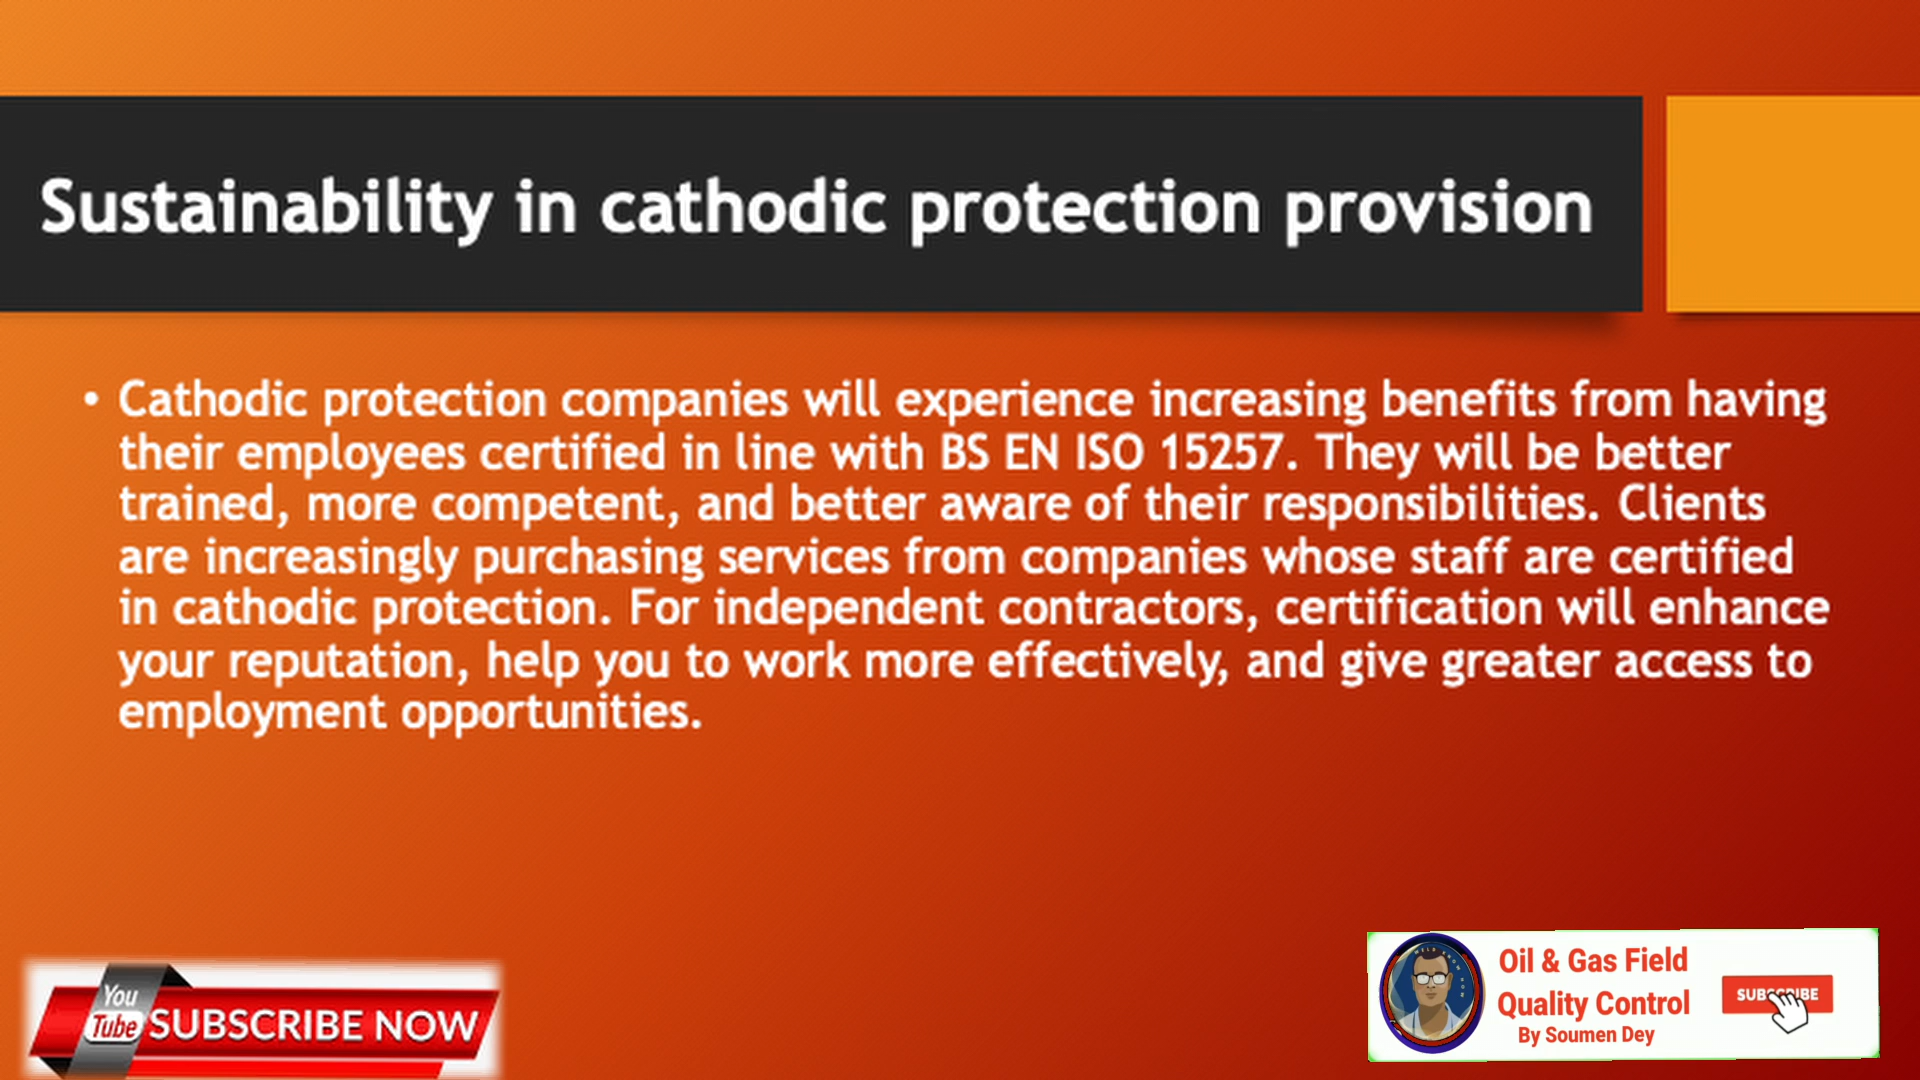 Sustainability in cathodic protection provision
• Cathodic protection companies will experience increasing benefits from having
their employees certified in line with BS EN ISO 15257. They will be better
trained, more competent, and better aware of their responsibilities. Clients
are increasingly purchasing services from companies whose staff are certified
in cathodic protection. For independent contractors, certification will enhance
your reputation, help you to work more effectively, and give greater access to
employment opportunities.
You
Tube
SUBSCRIBE NOW
Oil & Gas Field
Quality Control
By Soumen Dey
SUBSCRIBE